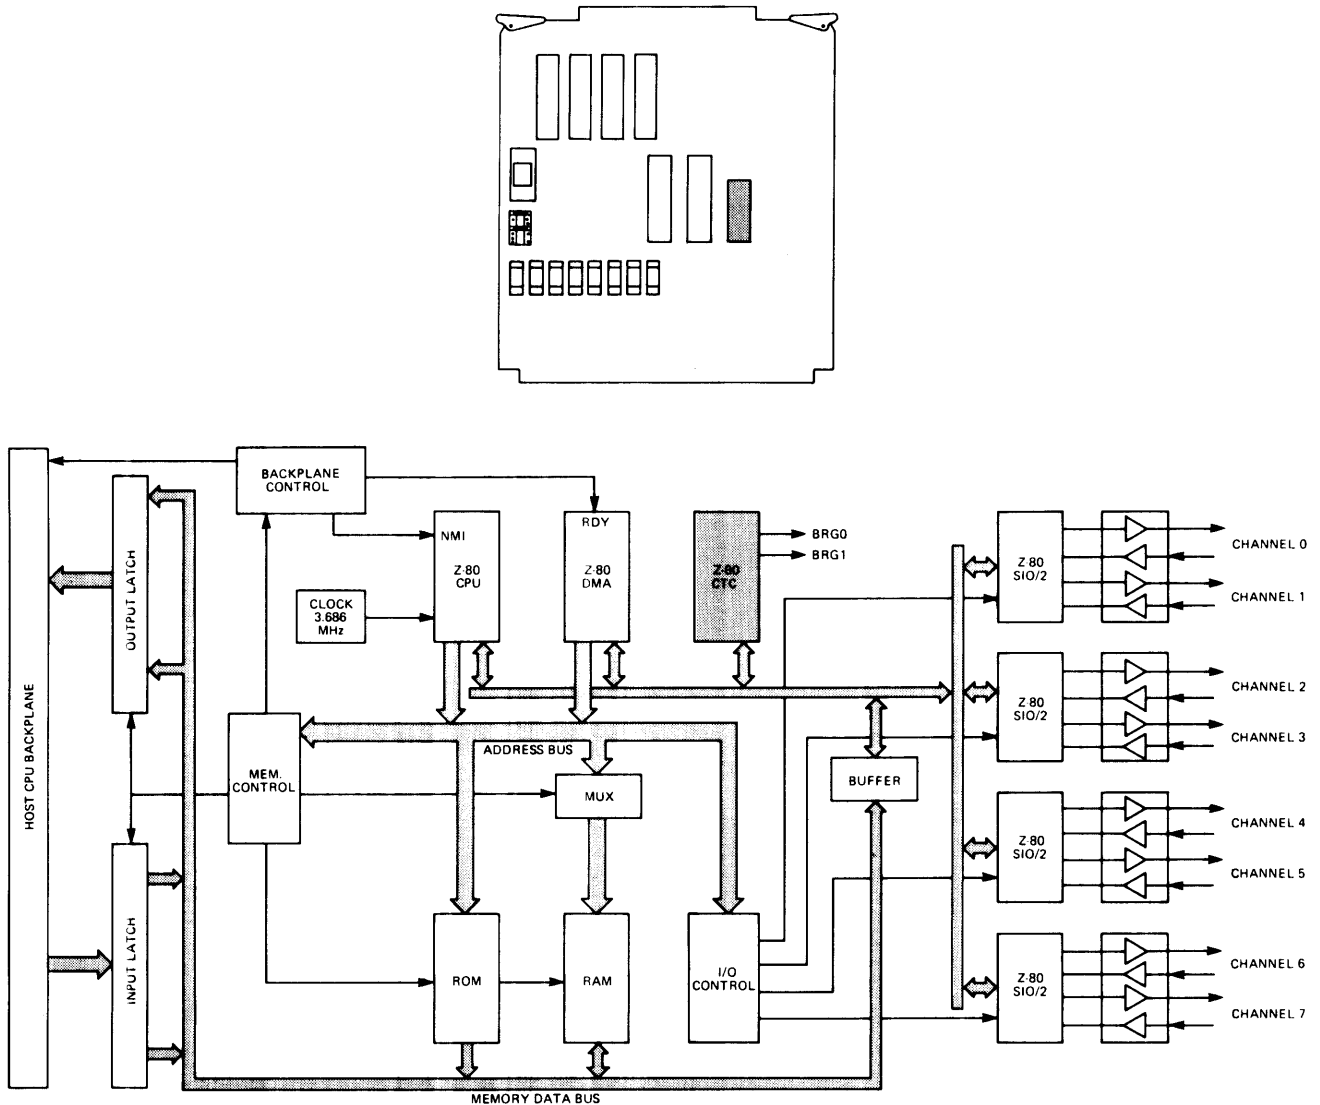 BACKPLANE
CONTROL
RDY
NMI
Z-80
CPU
Z-80
DMA
Z-80
CTC
BRG0
BRG1
CLOCK
3.686
MHz
OUTPUT LATCH
HOST CPU BACKPLANE
INPUT LATCH
MEM.
CONTROL
ADDRESS BUS
MUX
BUFFER
ROM
RAM
I/O
CONTROL
MEMORY DATA BUS
Z-80
SIO/2
CHANNEL 0
CHANNEL 1
Z-80
SIO/2
CHANNEL 2
CHANNEL 3
Z-80
SIO/2
CHANNEL 4
CHANNEL 5
Z-80
SIO/2
CHANNEL 6
CHANNEL 7